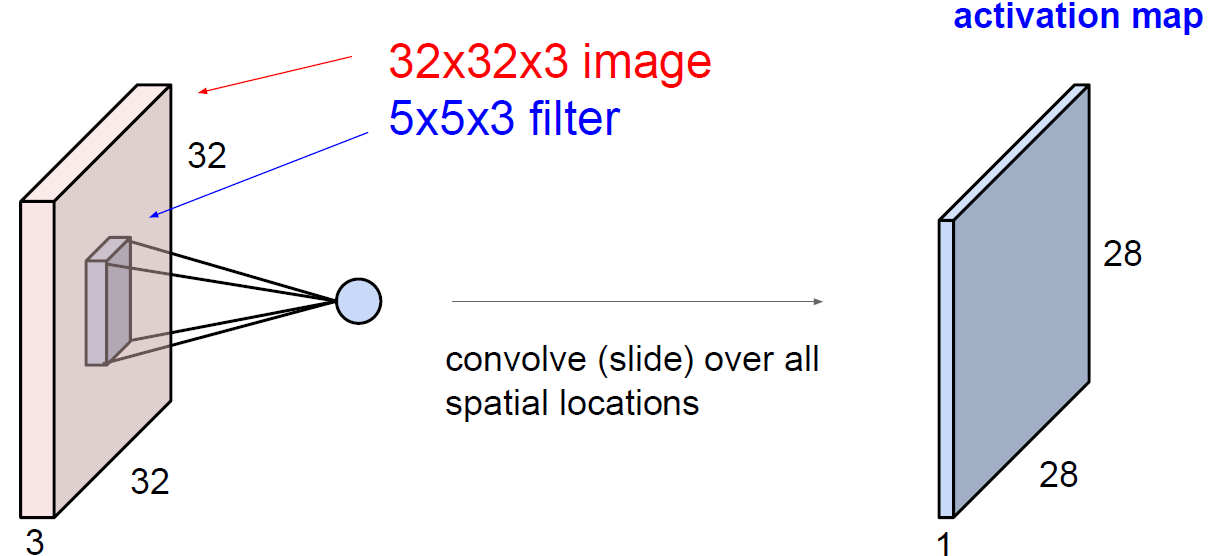 activation map
32x32x3 image
5x5x3 filter
32
28
convolve (slide) over all
spatial locations
32
28
3
1